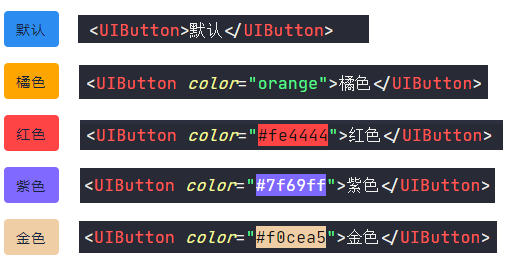 默认 <UIButton>默认</UIButton>
橘色 <UIButton color="orange">橘色</UIButton>
红色 <UIButton color="#fe4444">红色</UIButton>
紫色 <UIButton color="#7f69ff">紫色</UIButton>
金色 <UIButton color="#f0cea5">金色</UIButton>